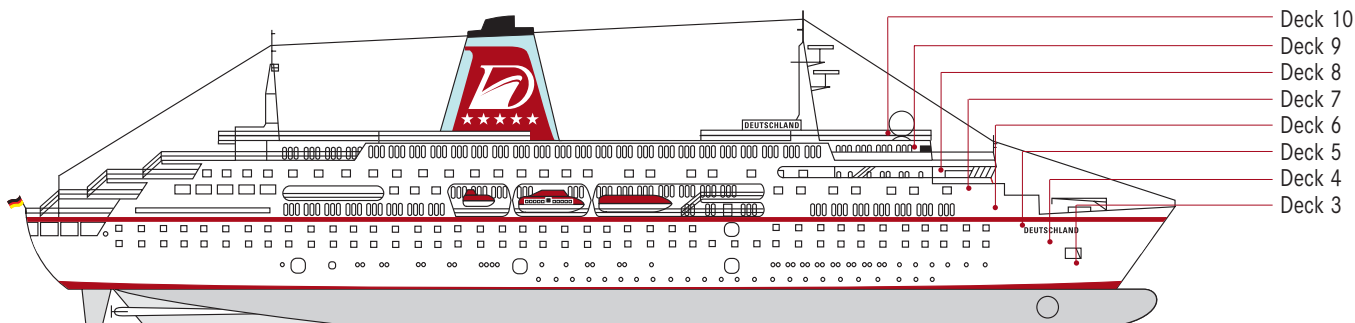 Deck 10
Deck 9
Deck 8
Deck 7
Deck 6
Deck 5
Deck 4
Deck 3
D
DEUTSCHLAND
DEUTSCHLAND